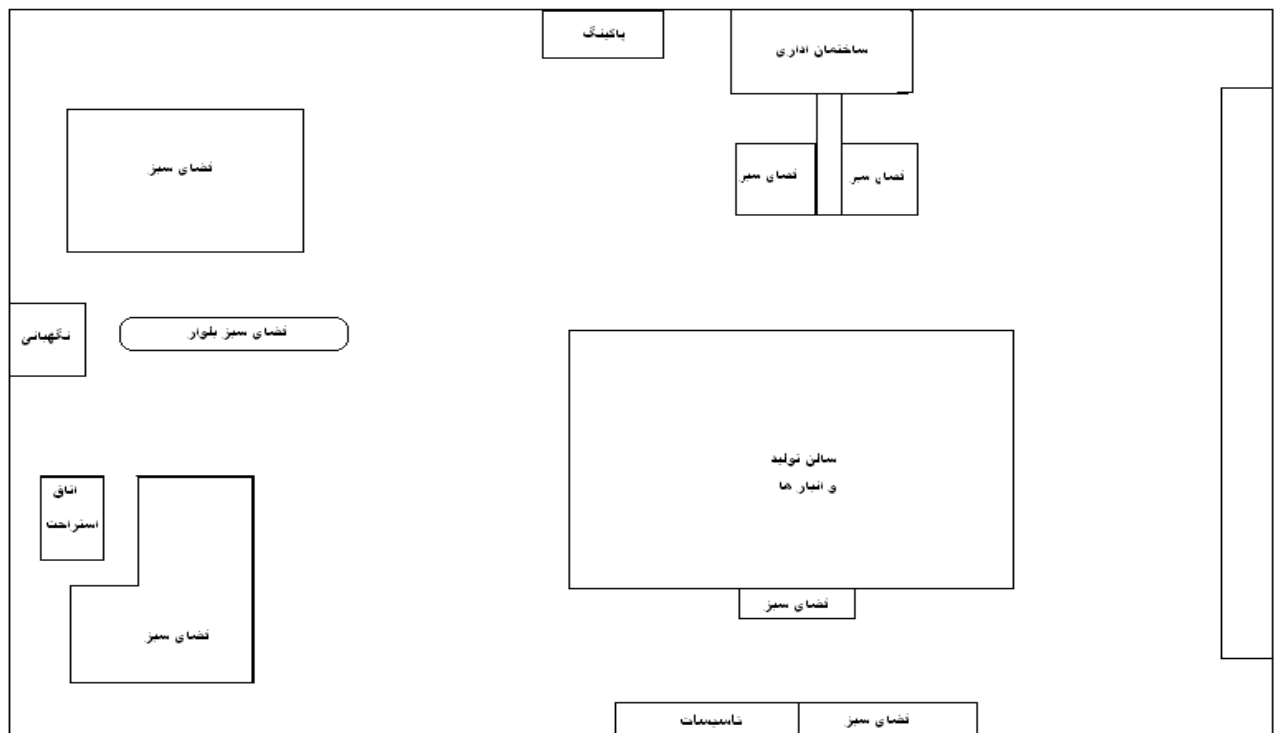 پاکینگ
ساختمان اداری
فضای سبز
فضای سبز
فضای سبز
نگهبانی
فضای سبز بلوار
سالن تولید
و انبار ها
اتاق
استراحت
فضای سبز
فضای سبز
تاسیسات
فضای سبز